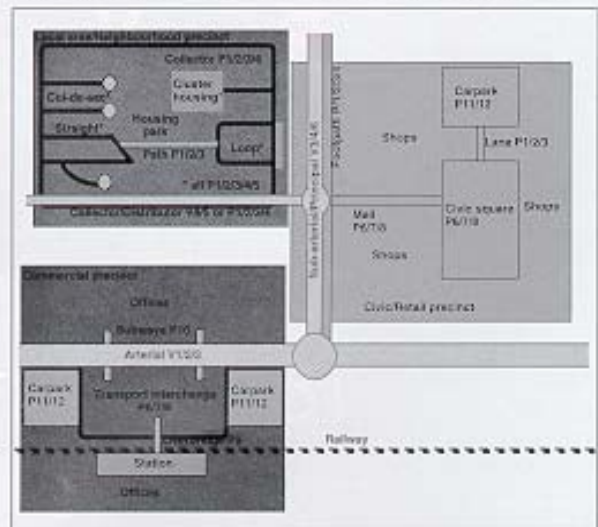 Local area/Neighbourhood precinct
Collector P1/2/3/4
Cul-de-sac*
Cluster
housing*
Straight*
Housing
park
Path P1/2/3
Loop*
* all P1/2/3/4/5
Collector/Distributor V4/5 or P1/2/3/4
Sub-arterial/Principal V3/4/5
Footpath P1/2/3/4
Carpark
P11/12
Shops
Lane P1/2/3
Mall
P6/7/8
Civic square
P6/7/8
Shops
Shops
Civic/Retail precinct
Commercial precinct
Offices
Subways P10
Arterial V1/2/3
Carpark
P11/12
Transport interchange
P6/7/8
Carpark
P11/12
Railway
Station
Offices